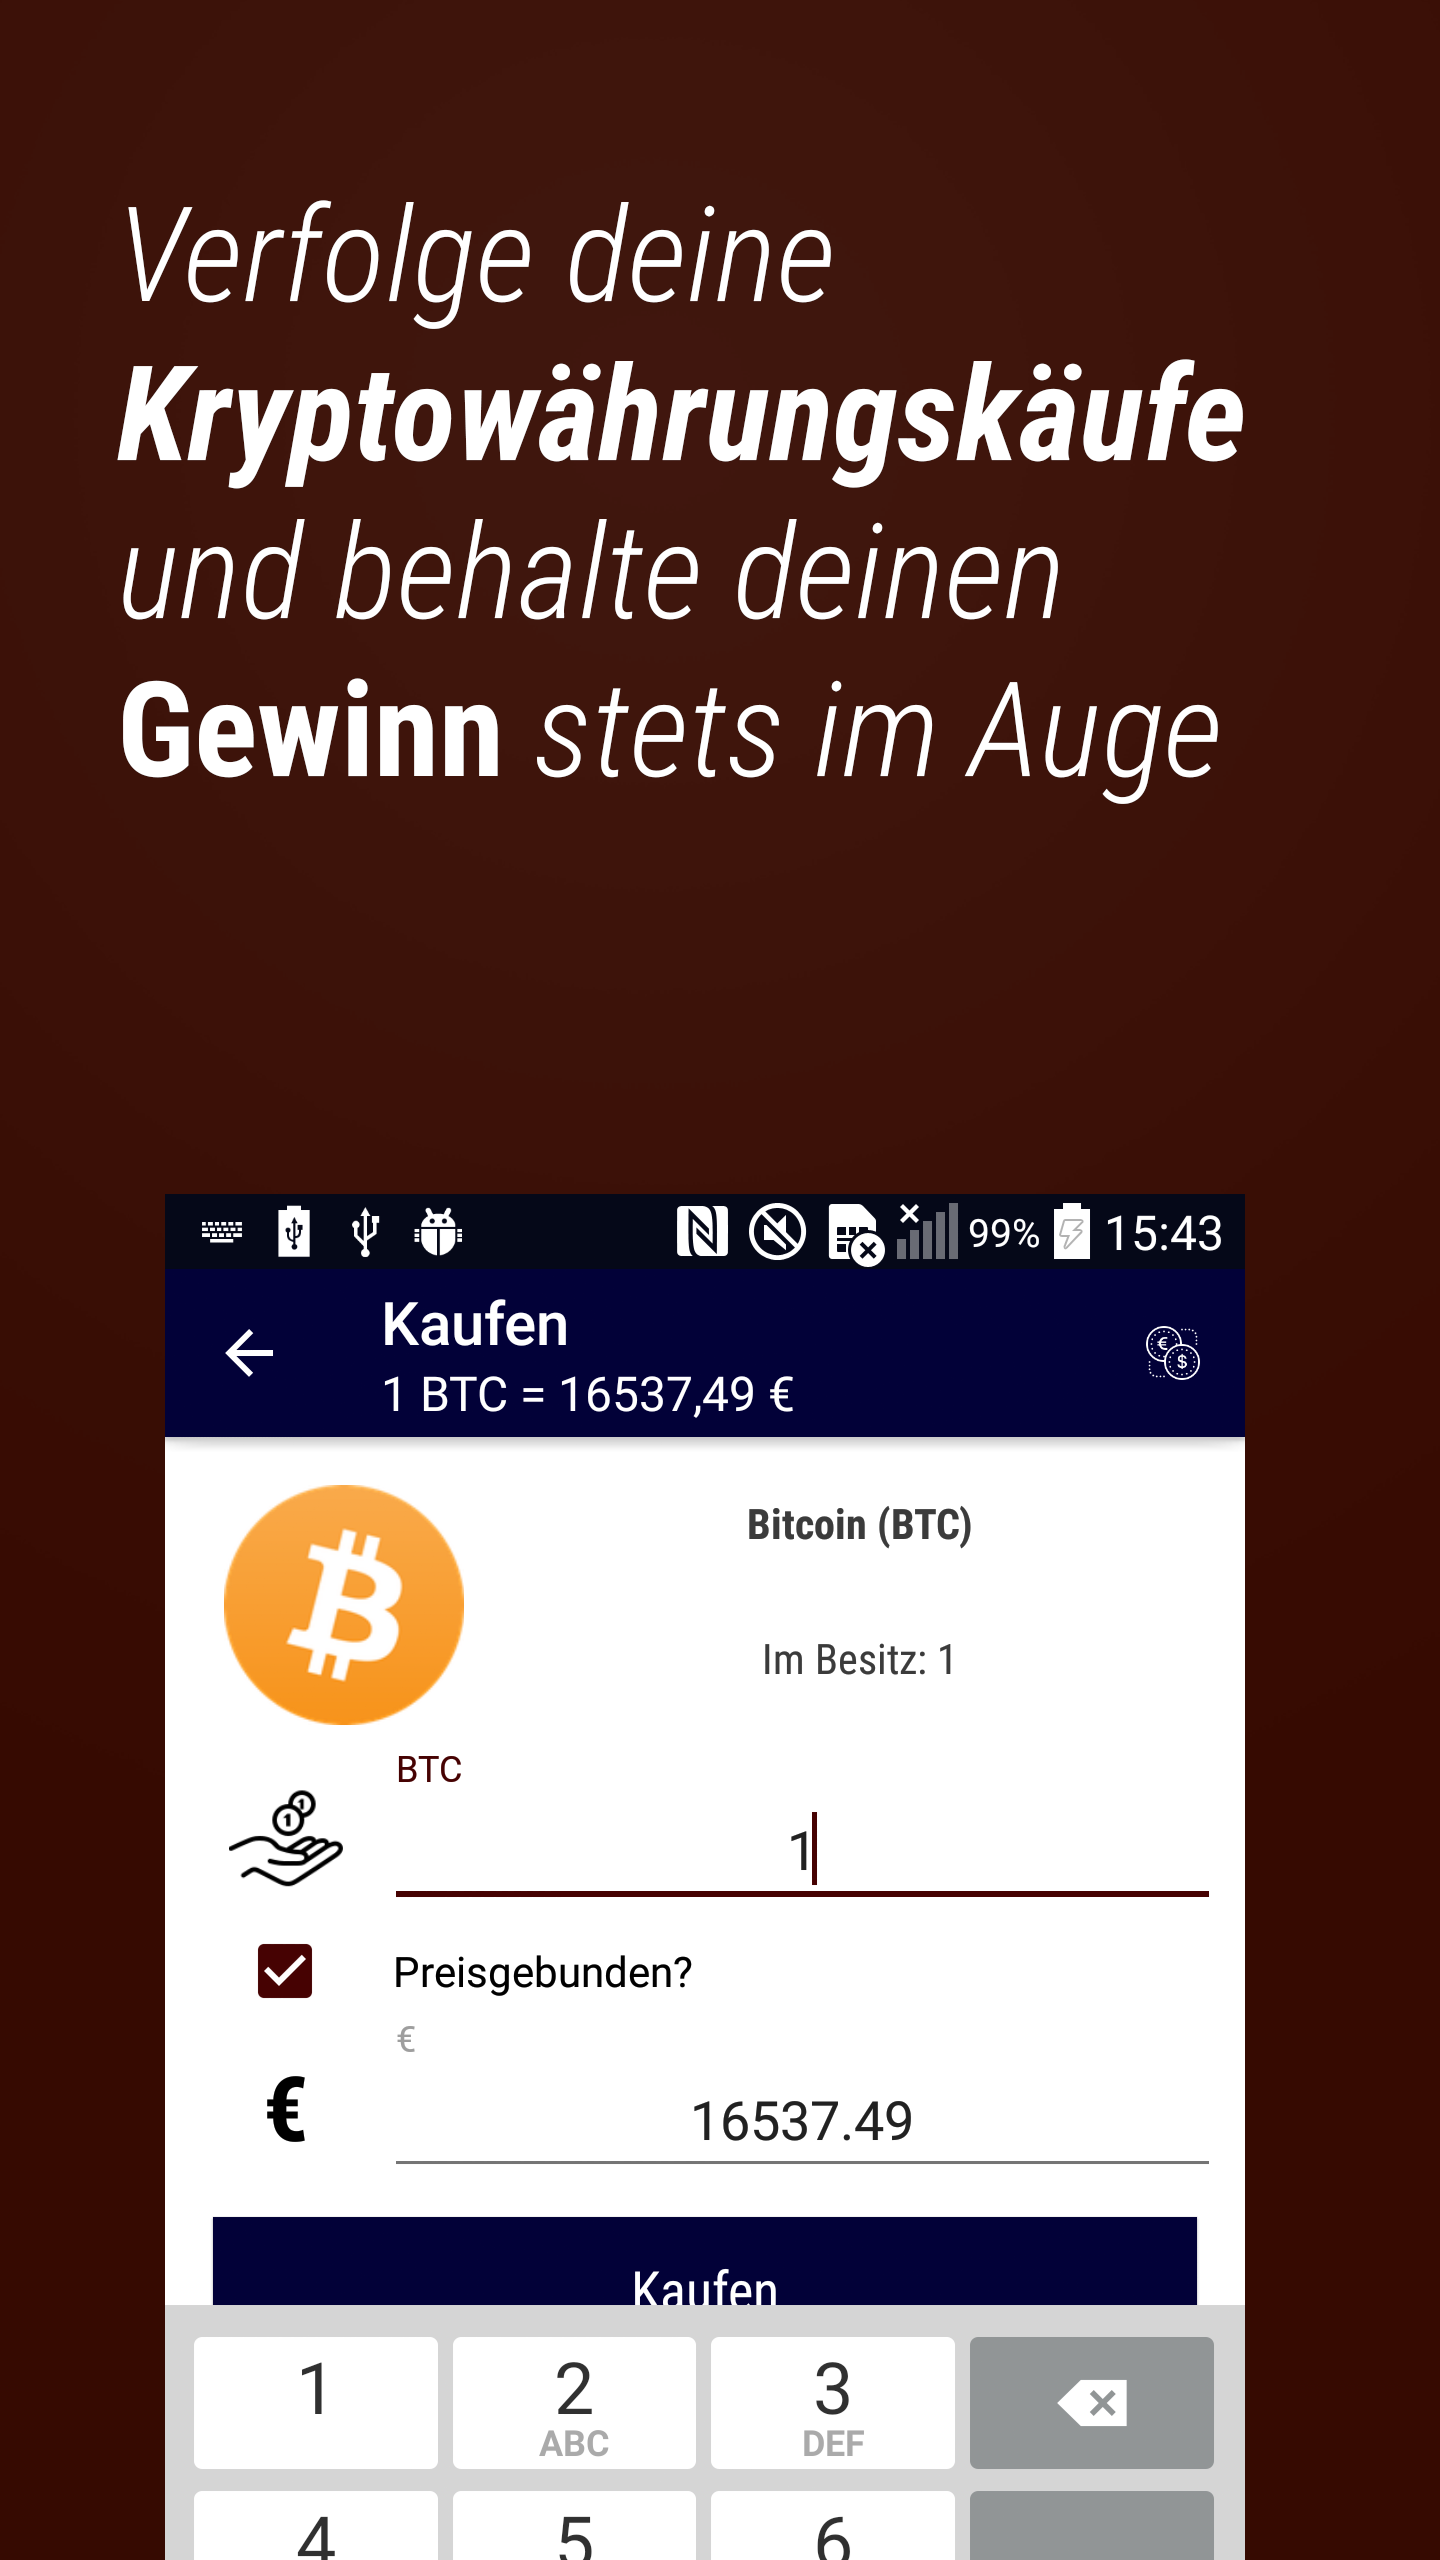 Verfolge deine
Kryptowährungskäufe
und behalte deinen
Gewinn stets im Auge
99% 15:43
Kaufen
1 BTC = 16537,49 €
Bitcoin (BTC)
Im Besitz: 1
BTC
1
Preisgebunden?
€
€ 16537.49
Kaufen
1 2 3
ABC DEF
4 5 6